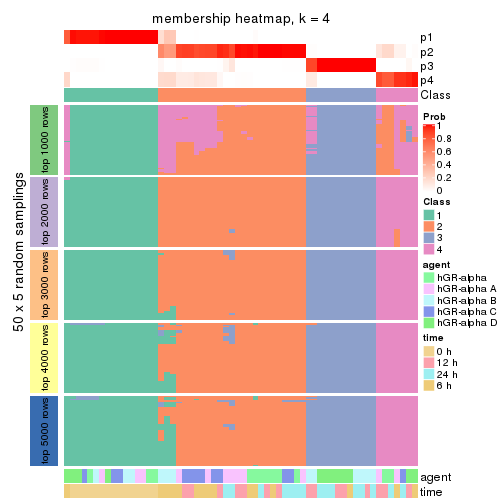 membership heatmap, k = 4
p1
p2
p3
p4
Class
50 x 5 random samplings
top 1000 rows
top 2000 rows
top 3000 rows
top 4000 rows
top 5000 rows
agent
time
Prob
1
0.8
0.6
0.4
0.2
0
Class
1
2
3
4
agent
hGR-alpha
hGR-alpha A
hGR-alpha B
hGR-alpha C
hGR-alpha D
time
0 h
12 h
24 h
6 h